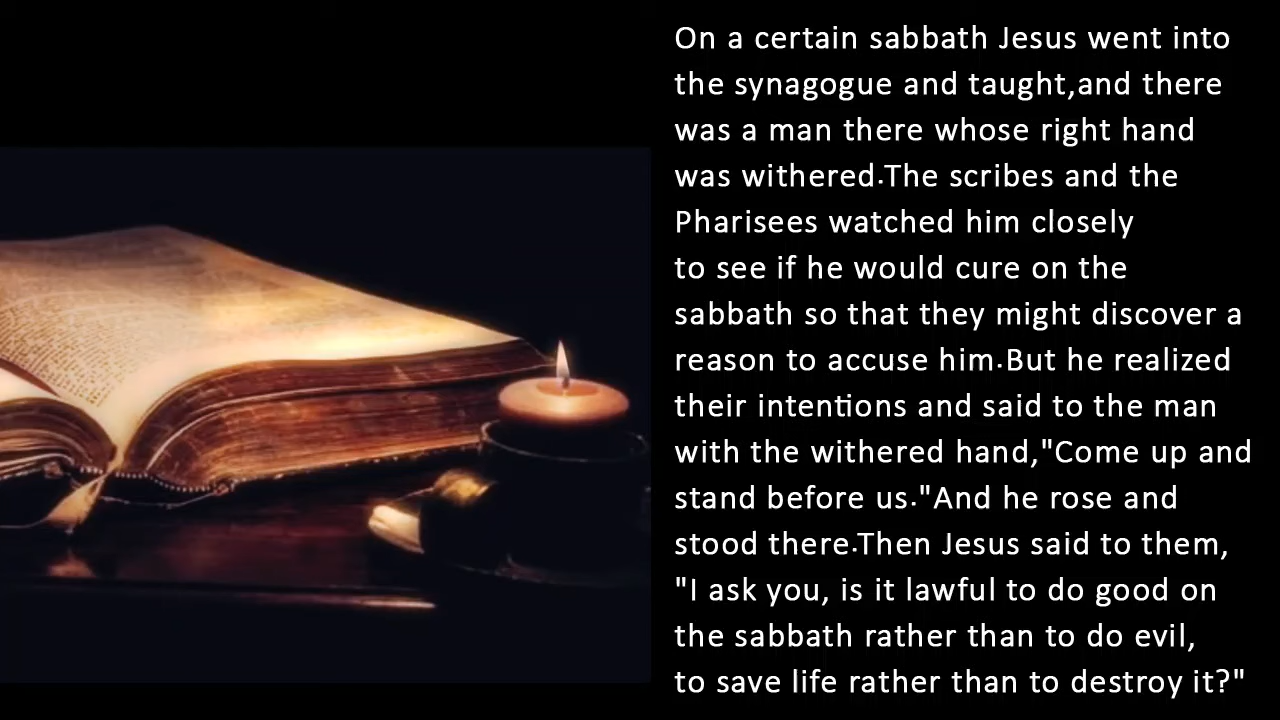 On a certain sabbath Jesus went into
the synagogue and taught,and there
was a man there whose right hand
was withered.The scribes and the
Pharisees watched him closely
to see if he would cure on the
sabbath so that they might discover a
reason to accuse him.But he realized
their intentions and said to the man
with the withered hand,"Come up and
stand before us."And he rose and
stood there.Then Jesus said to them,
"I ask you, is it lawful to do good on
the sabbath rather than to do evil,
to save life rather than to destroy it?"